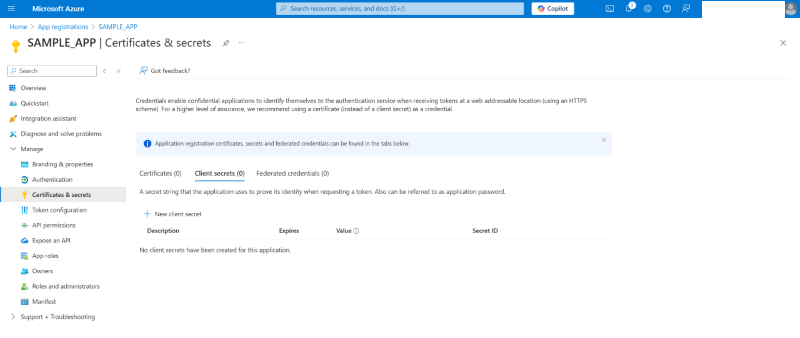 Microsoft Azure
Search resources, services, and docs (G+/)
Copilot
Home > App registrations > SAMPLE_APP
SAMPLE_APP | Certificates & secrets
Search
Got feedback?
Overview
Quickstart
Integration assistant
Diagnose and solve problems
Manage
Branding & properties
Authentication
Certificates & secrets
Token configuration
API permissions
Expose an API
App roles
Owners
Roles and administrators
Manifest
Support + Troubleshooting
Credentials enable confidential applications to identify themselves to the authentication service when receiving tokens at a web addressable location (using an HTTPS
scheme). For a higher level of assurance, we recommend using a certificate (instead of a client secret) as a credential.
Application registration certificates, secrets and federated credentials can be found in the tabs below.
Certificates (0) Client secrets (0) Federated credentials (0)
A secret string that the application uses to prove its identity when requesting a token. Also can be referred to as application password.
New client secret
Description Expires Value Secret ID
No client secrets have been created for this application.